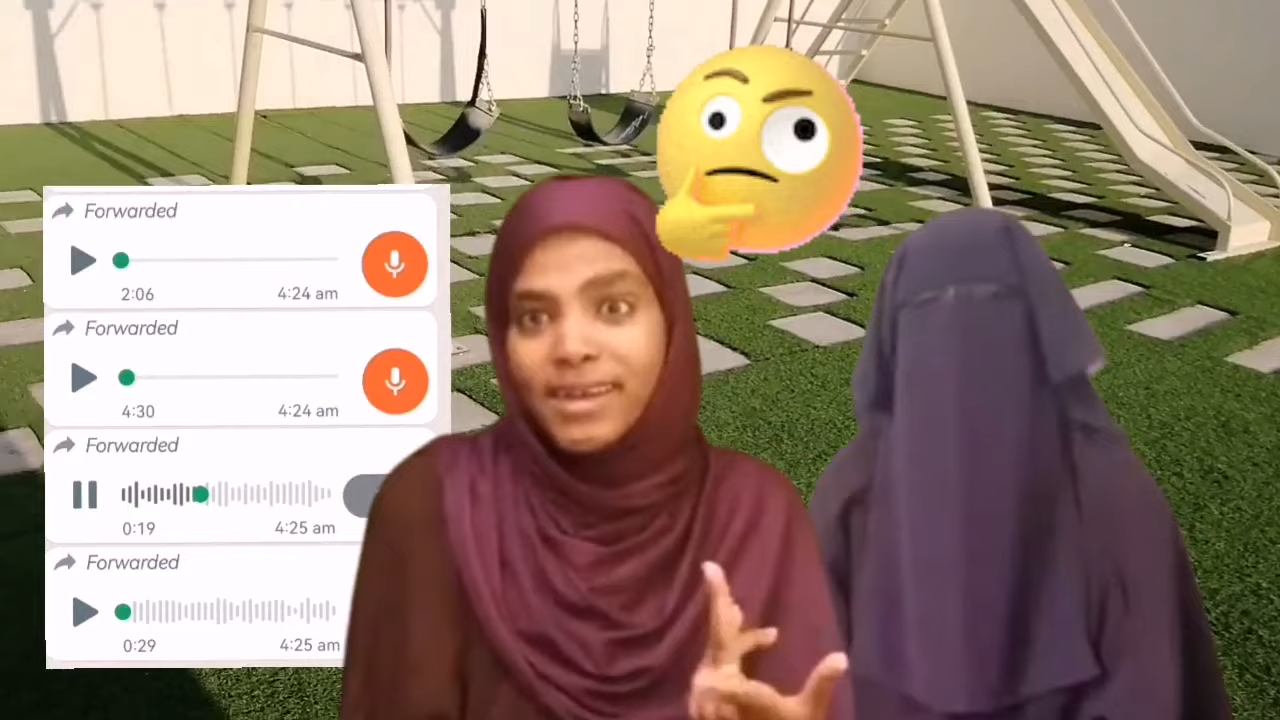 Forwarded
2:06 4:24 am
Forwarded
4:30 4:24 am
Forwarded
0:19 4:25 am
Forwarded
0:29 4:25 am